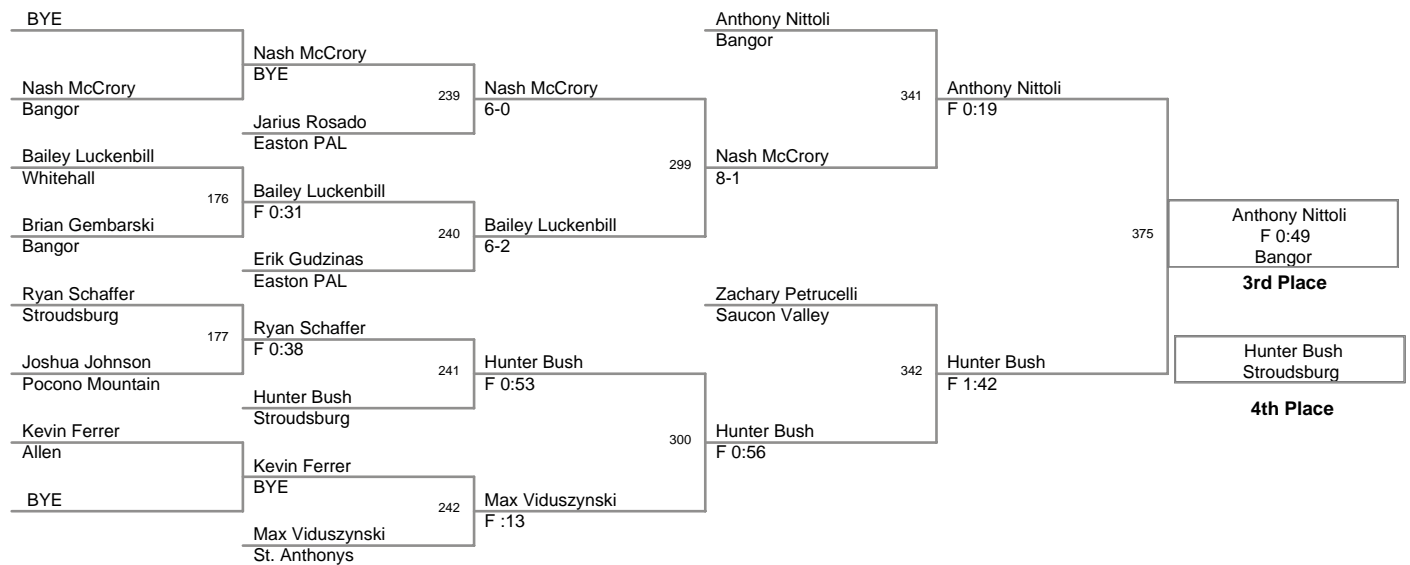 BYE
Nash McCrory
Bangor
Bailey Luckenbill
Whitehall
176
Brian Gembarski
Bangor
Ryan Schaffer
Stroudsburg
177
Joshua Johnson
Pocono Mountain
Kevin Ferrer
Allen
BYE
Nash McCrory
BYE
239
Jarius Rosado
Easton PAL
Bailey Luckenbill
F 0:31
240
Erik Gudzinas
Easton PAL
Ryan Schaffer
F 0:38
241
Hunter Bush
Stroudsburg
Kevin Ferrer
BYE
242
Max Viduszynski
St. Anthonys
Nash McCrory
6-0
299
Bailey Luckenbill
6-2
Hunter Bush
F 0:53
300
Max Viduszynski
F :13
Anthony Nittoli
Bangor
341
Nash McCrory
8-1
Zachary Petrucelli
Saucon Valley
342
Hunter Bush
F 0:56
Anthony Nittoli
F 0:19
375
Hunter Bush
F 1:42
Anthony Nittoli
F 0:49
Bangor
3rd Place
Hunter Bush
Stroudsburg
4th Place